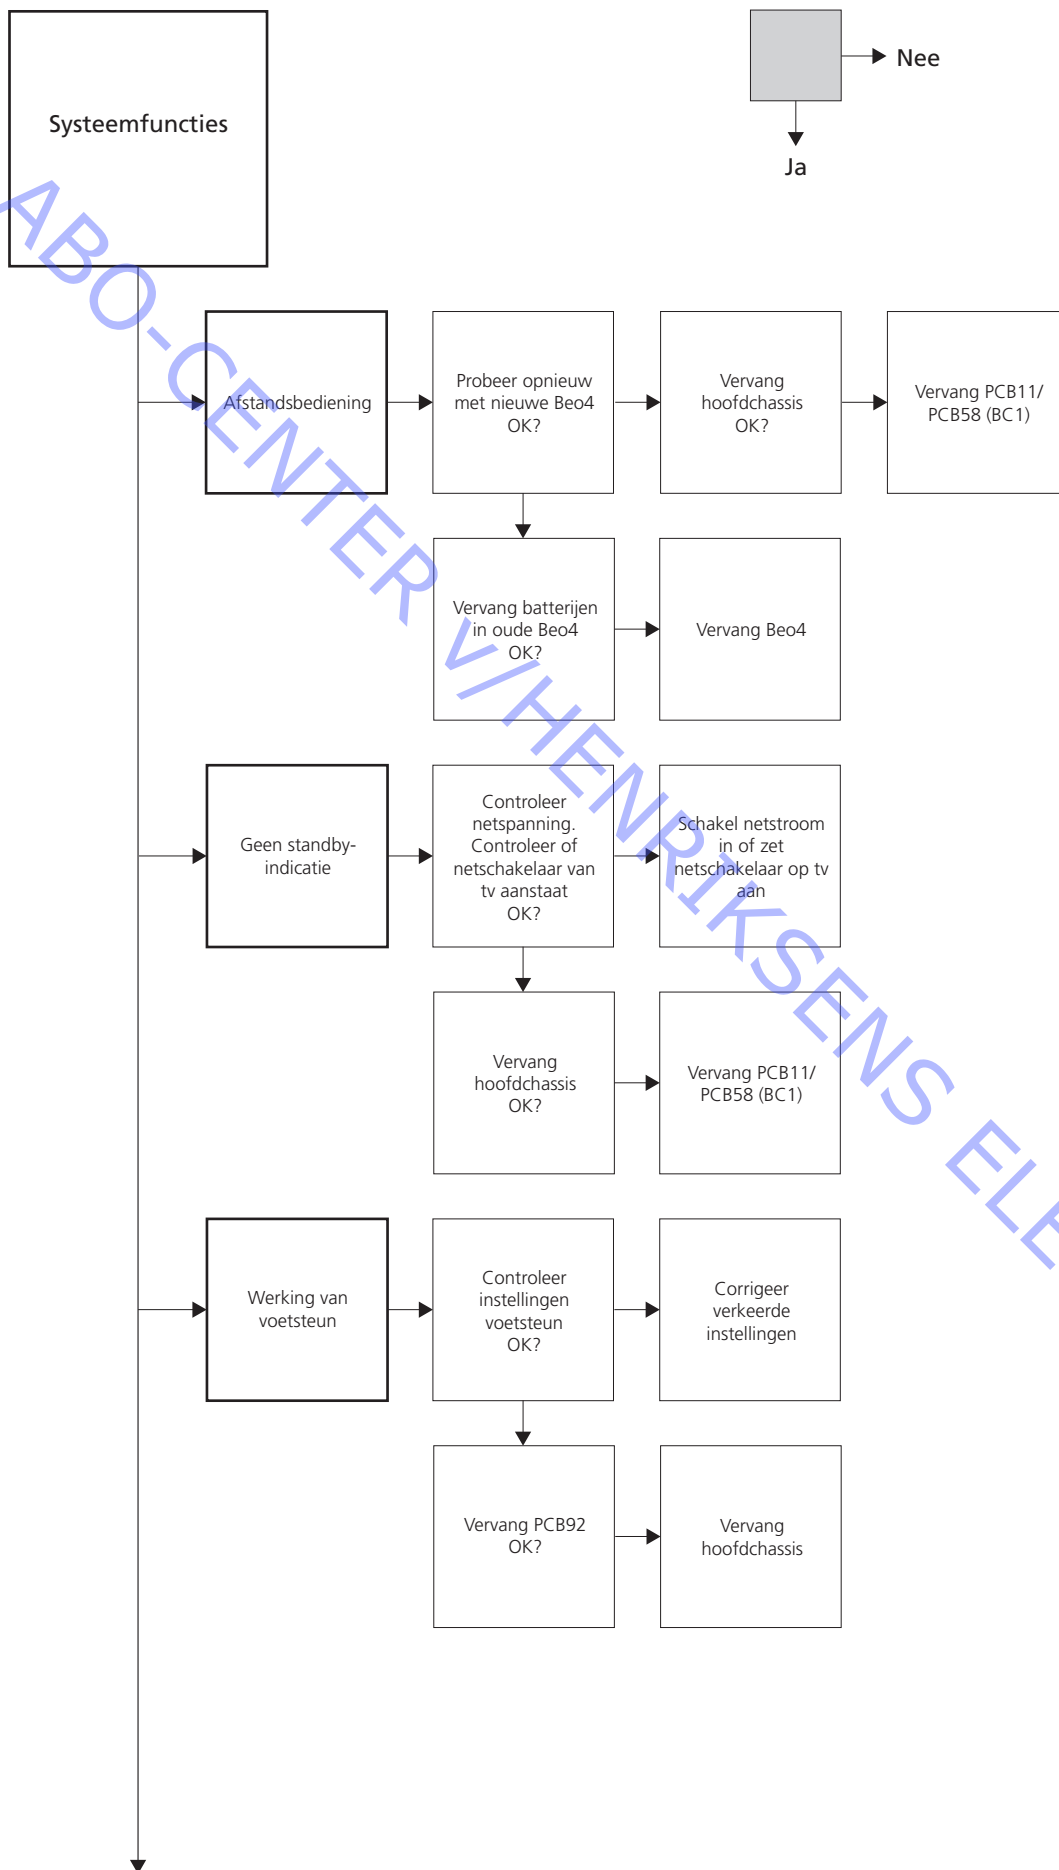 Systeemfuncties
Nee
Ja
Afstandsbediening
Probeer opnieuw
met nieuwe Beo4
OK?
Vervang
hoofdchassis
OK?
Vervang PCB11/
PCB58 (BC1)
Vervang batterijen
in oude Beo4
OK?
Vervang Beo4
Geen standby-
indicatie
Controleer
netspanning.
Controleer of
netschakelaar van
tv aanstaat
OK?
Schakel netstroom
in of zet
netschakelaar op tv
aan
Vervang
hoofdchassis
OK?
Vervang PCB11/
PCB58 (BC1)
Werking van
voetsteun
Controleer
instellingen
voetsteun
OK?
Corrigeer
verkeerde
instellingen
Vervang PCB92
OK?
Vervang
hoofdchassis
ABO-CENTER v/HENRIKSENS ELE